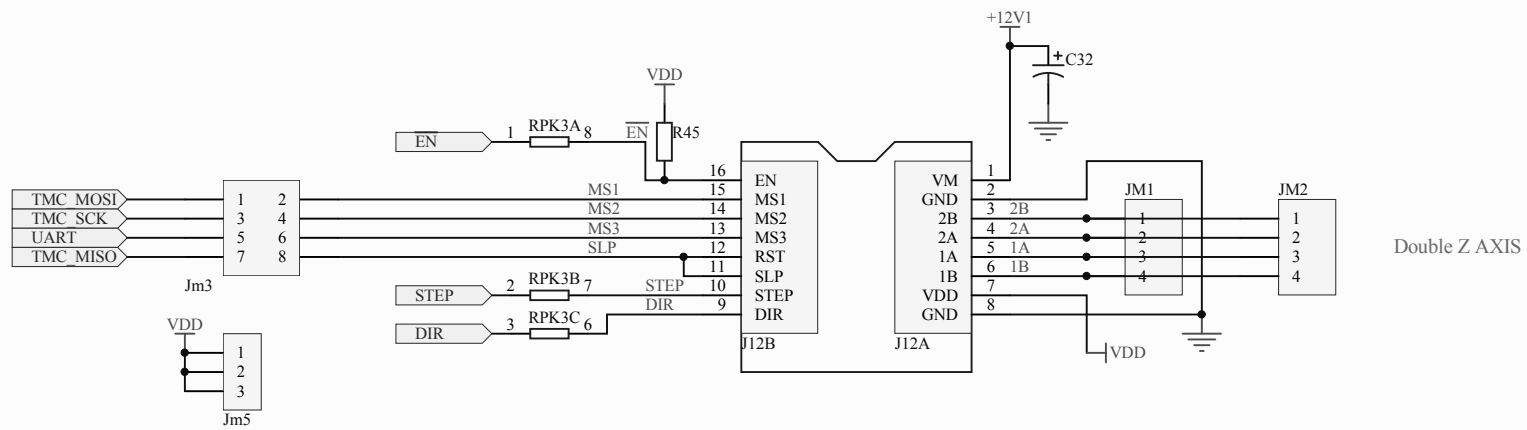 +12V1
C32
VDD
RPK3A
EN
1
8
EN
R45
16
EN
VM
1
TMC_MOSI
1
2
MS1
15
MS1
GND
2
JM1
JM2
TMC_SCK
3
4
MS2
14
MS2
2B
3
2B
1
1
UART
5
6
MS3
13
MS3
2A
4
2A
2
2
Double Z AXIS
TMC_MISO
7
8
SLP
12
RST
1A
5
1A
3
3
Jm3
11
SLP
1B
6
1B
4
4
STEP
2
RPK3B
7
STEP
10
STEP
VDD
7
DIR
3
RPK3C
6
DIR
9
DIR
GND
8
J12B
J12A
VDD
VDD
1
2
3
Jm5